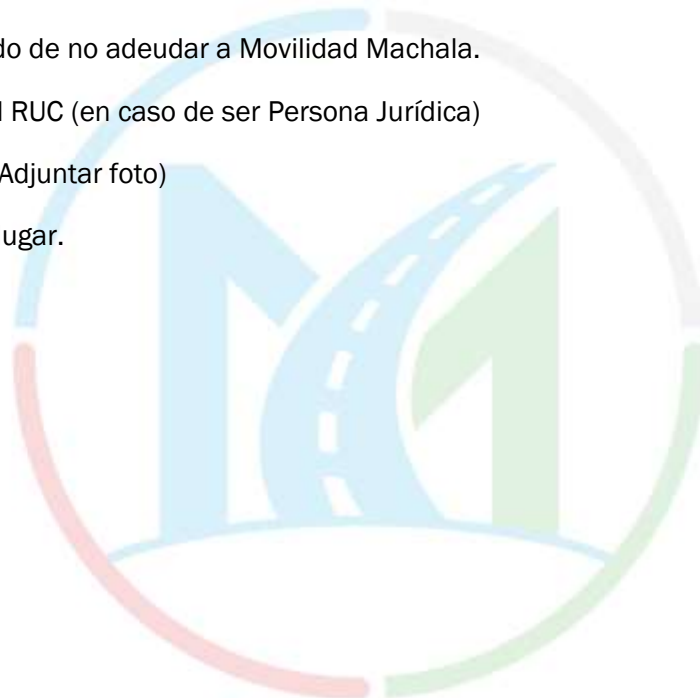 do de no adeudar a Movilidad Machala.
RUC (en caso de ser Persona Jurídica)
Adjuntar foto)
ugar.